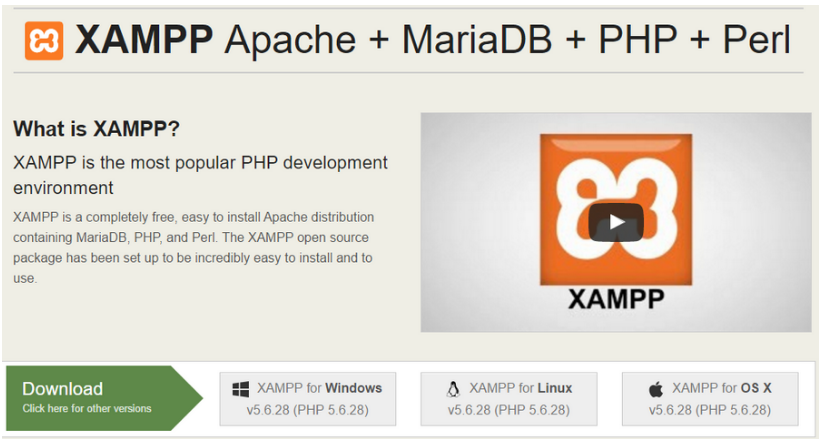 XAMPP Apache + MariaDB + PHP + Perl
What is XAMPP?
XAMPP is the most popular PHP development
environment
XAMPP is a completely free, easy to install Apache distribution
containing MariaDB, PHP, and Perl. The XAMPP open source
package has been set up to be incredibly easy to install and to
use.
XAMPP
Download
Click here for other versions
XAMPP for Windows
v5.6.28 (PHP 5.6.28)
XAMPP for Linux
v5.6.28 (PHP 5.6.28)
XAMPP for OS X
v5.6.28 (PHP 5.6.28)